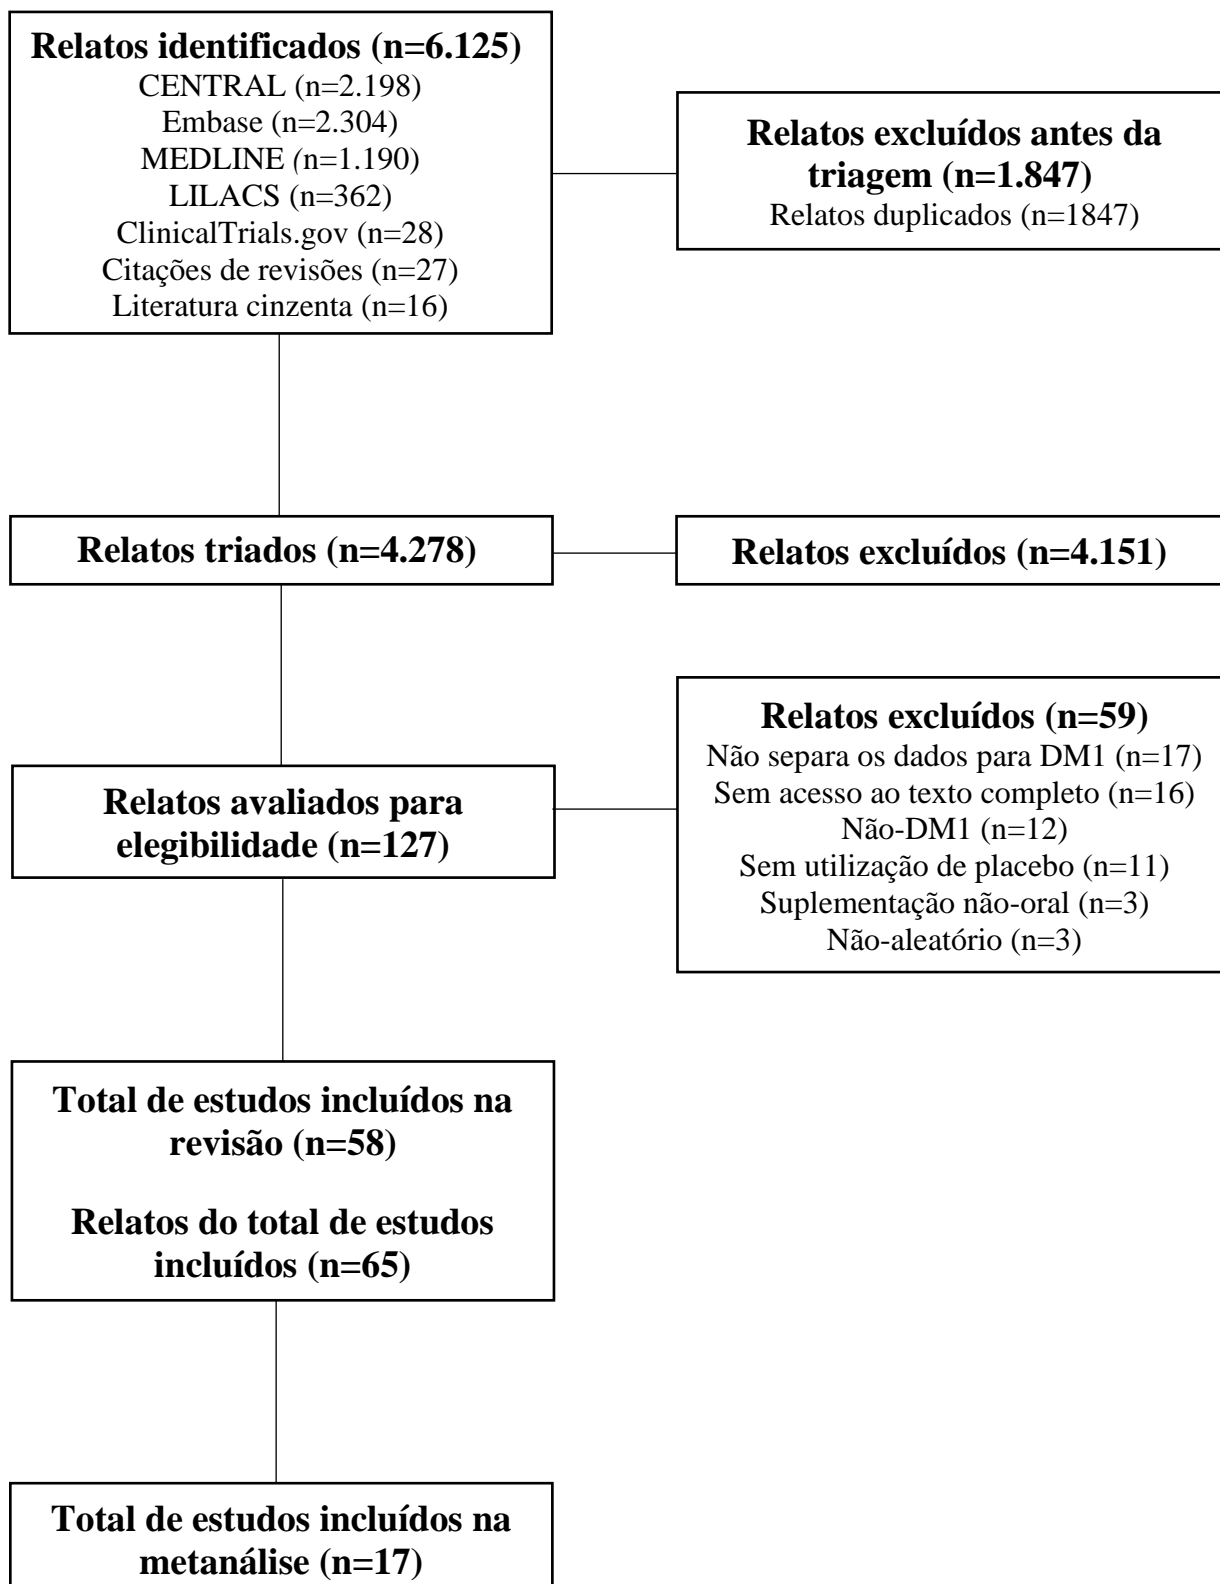 Relatos identificados (n=6.125)
CENTRAL (n=2.198)
Embase (n=2.304)
MEDLINE (n=1.190)
LILACS (n=362)
ClinicalTrials.gov (n=28)
Citações de revisões (n=27)
Literatura cinzenta (n=16)
Relatos excluídos antes da
triagem (n=1.847)
Relatos duplicados (n=1847)
Relatos triados (n=4.278)
Relatos excluídos (n=4.151)
Relatos avaliados para
elegibilidade (n=127)
Relatos excluídos (n=59)
Não separa os dados para DM1 (n=17)
Sem acesso ao texto completo (n=16)
Não-DM1 (n=12)
Sem utilização de placebo (n=11)
Suplementação não-oral (n=3)
Não-aleatório (n=3)
Total de estudos incluídos na
revisão (n=58)
Relatos do total de estudos
incluídos (n=65)
Total de estudos incluídos na
metanálise (n=17)